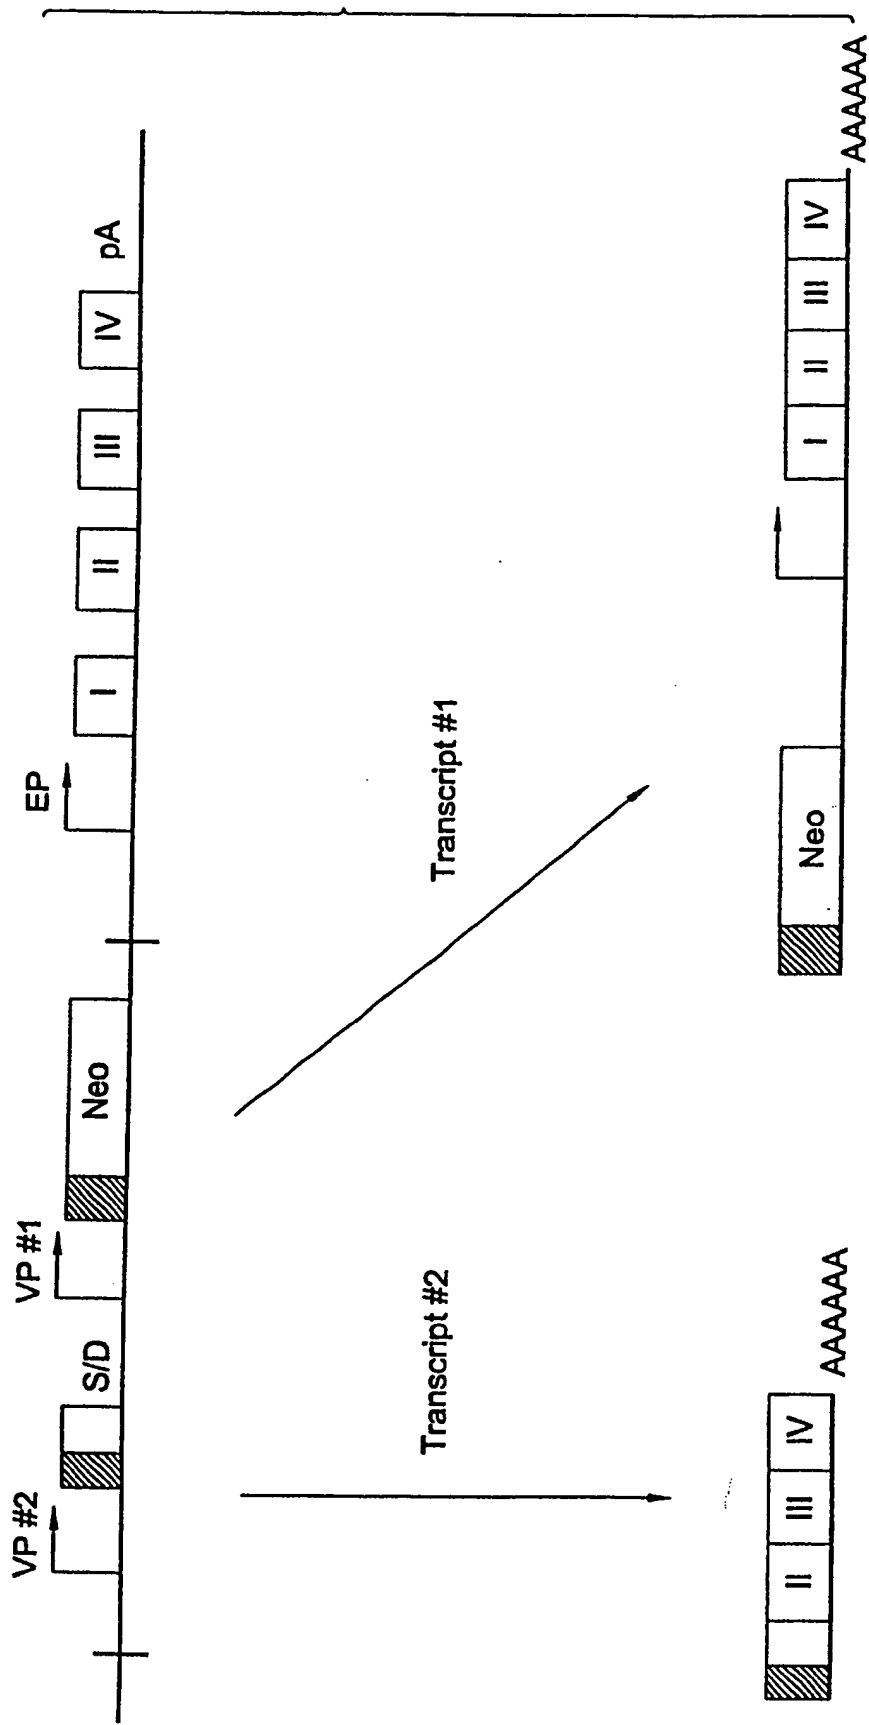 VP #2
S/D
VP #1
Neo
EP
I
II
III
IV
pA
Transcript #2
Transcript #1
II
III
IV
AAAAAA
Neo
I
II
III
IV
AAAAAAA